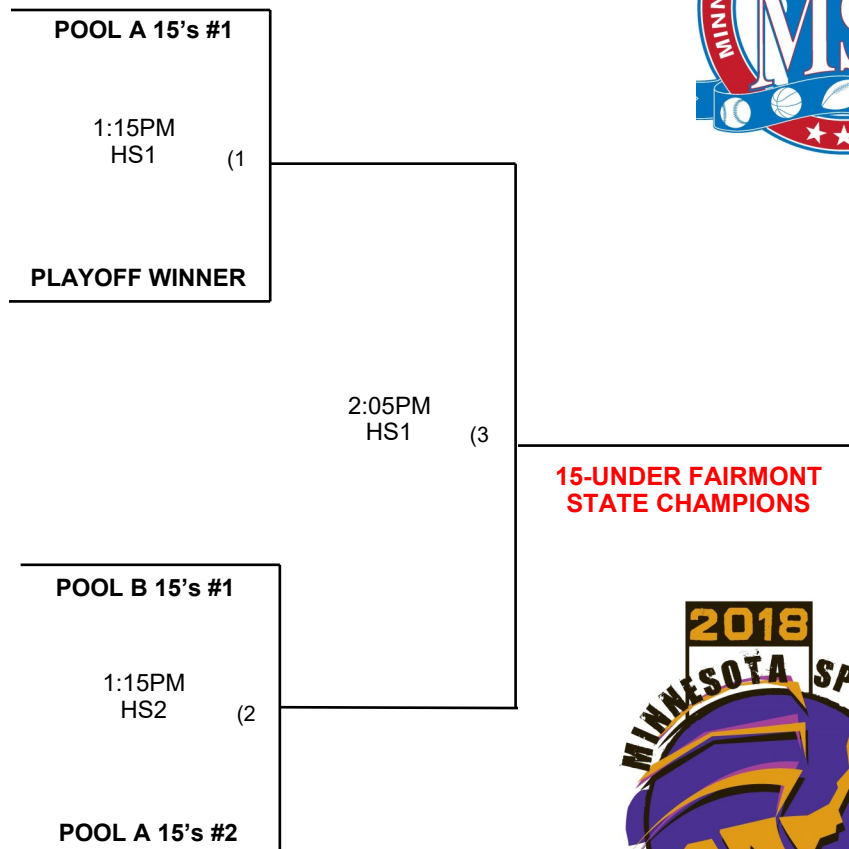 POOL A 15’s #1
1:15PM
HS1 (1
PLAYOFF WINNER
2:05PM
HS1 (3
15-UNDER FAIRMONT
STATE CHAMPIONS
POOL B 15’s #1
1:15PM
HS2 (2
POOL A 15’s #2
2018
MINNESOTA